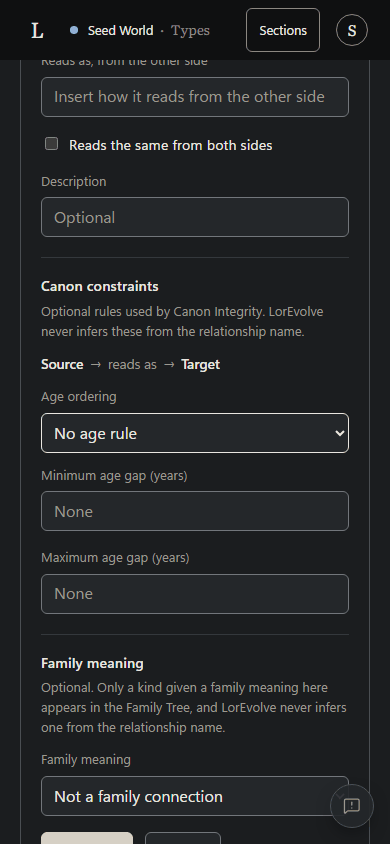 L
Seed World · Types
Sections
S
Reads as, from the other side
Insert how it reads from the other side
Reads the same from both sides
Description
Optional
Canon constraints
Optional rules used by Canon Integrity. LorEvolve
never infers these from the relationship name.
Source → reads as → Target
Age ordering
No age rule
Minimum age gap (years)
None
Maximum age gap (years)
None
Family meaning
Optional. Only a kind given a family meaning here
appears in the Family Tree, and LorEvolve never infers
one from the relationship name.
Family meaning
Not a family connection